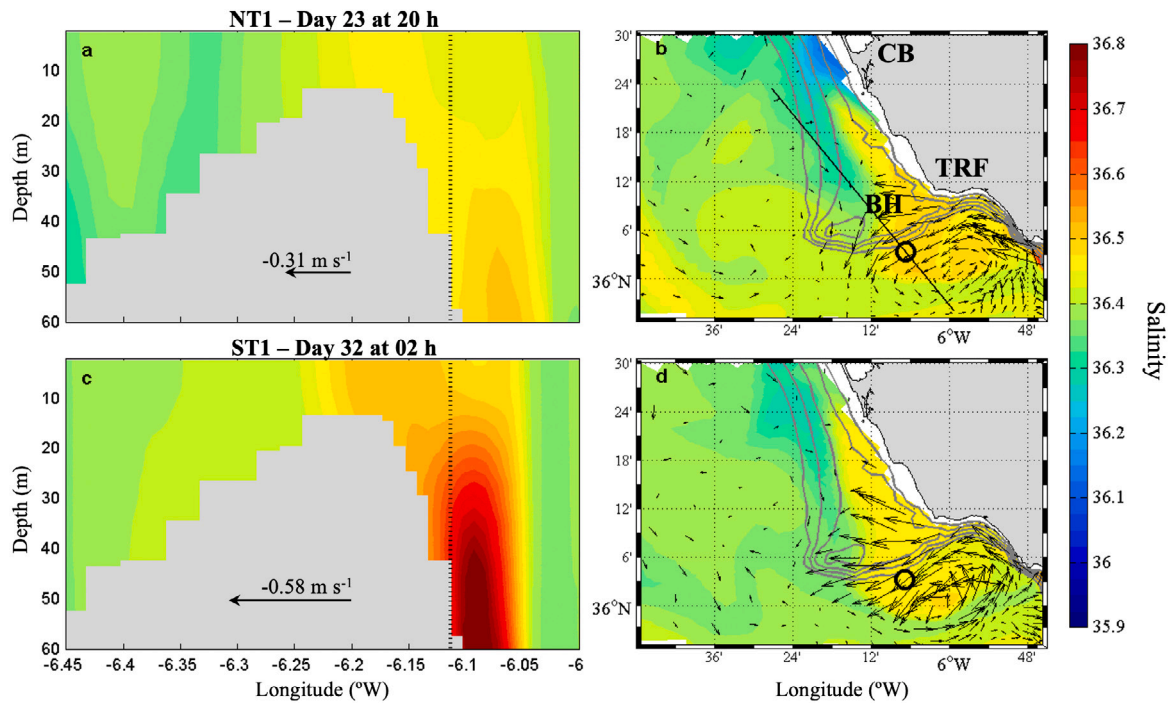 NT1 – Day 23 at 20 h
a
10
20
30
40
50
60
Depth (m)
-0.31 m s-1
b
CB
TRF
BH
30'
24'
18'
12'
6'
36oN
36'
24'
12'
6oW
48'
ST1 – Day 32 at 02 h
c
10
20
30
40
50
60
Depth (m)
-0.58 m s-1
-6.45
-6.4
-6.35
-6.3
-6.25
-6.2
-6.15
-6.1
-6.05
-6
Longitude (ºW)
d
30'
24'
18'
12'
6'
36oN
36'
24'
12'
6oW
48'
Longitude (ºW)
36.8
36.7
36.6
36.5
36.4
36.3
36.2
36.1
36
35.9
Salinity